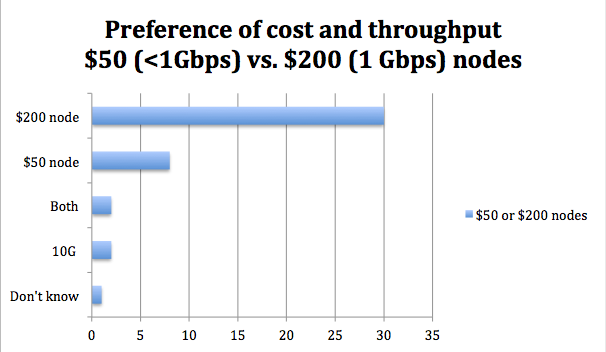 Preference of cost and throughput
$50 (<1Gbps) vs. $200 (1 Gbps) nodes
$200 node
$50 node
Both
10G
Don't know
0 5 10 15 20 25 30 35
$50 or $200 nodes